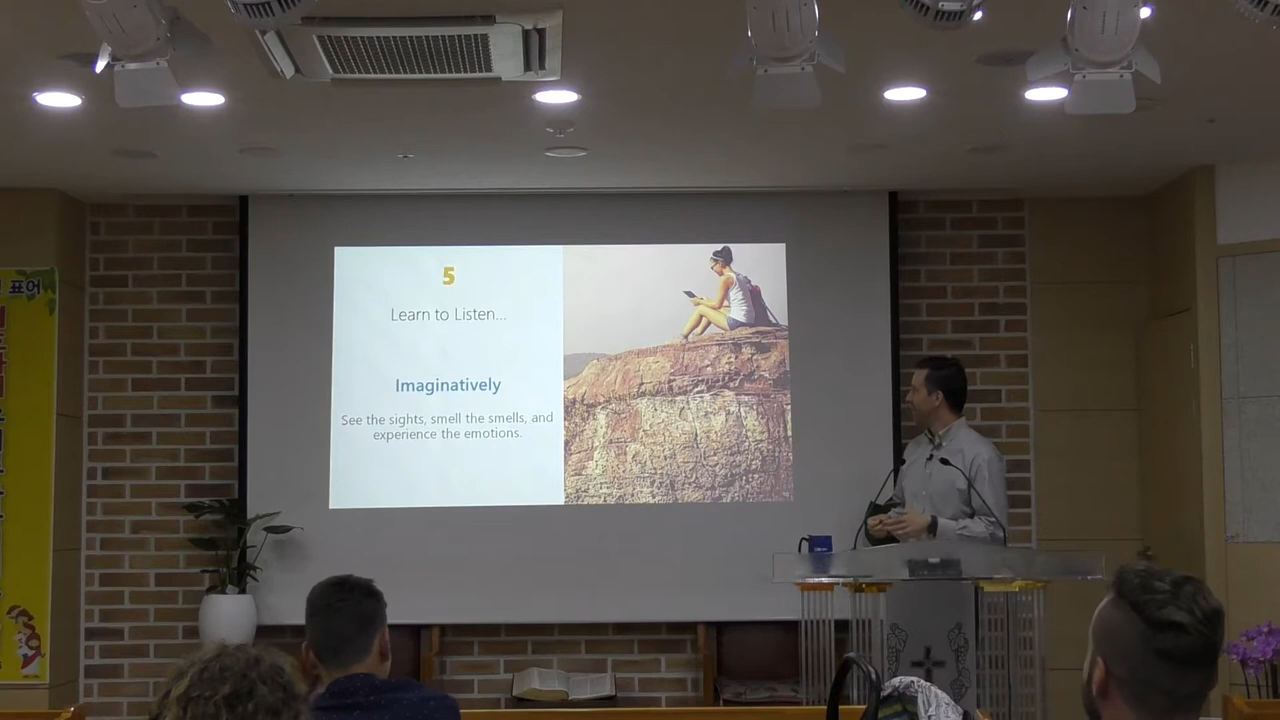 표어
5
Learn to Listen...
Imaginatively
See the sights, smell the smells, and
experience the emotions.